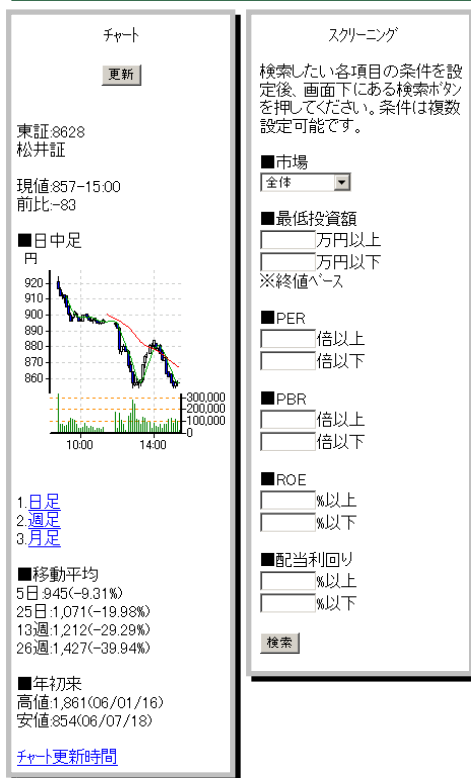 チャート
更新
東証:8628
松井証
現値:857-15:00
前比:-83
■日中足
円
920
910
900
890
880
870
860
300,000
200,000
100,000
0
10:00
14:00
1.日足
2.週足
3.月足
■移動平均
5日:945(-9.31%)
25日:1,071(-19.98%)
13週:1,212(-29.29%)
26週:1,427(-39.94%)
■年初来
高値:1,861(06/01/16)
安値:854(06/07/18)
チャート更新時間
スクリーニング
検索したい各項目の条件を設
定後、画面下にある検索ボタン
を押してください。条件は複数
設定可能です。
■市場
全体
■最低投資額
万円以上
万円以下
※終値ベース
■PER
倍以上
倍以下
■PBR
倍以上
倍以下
■ROE
%以上
%以下
■配当利回り
%以上
%以下
検索